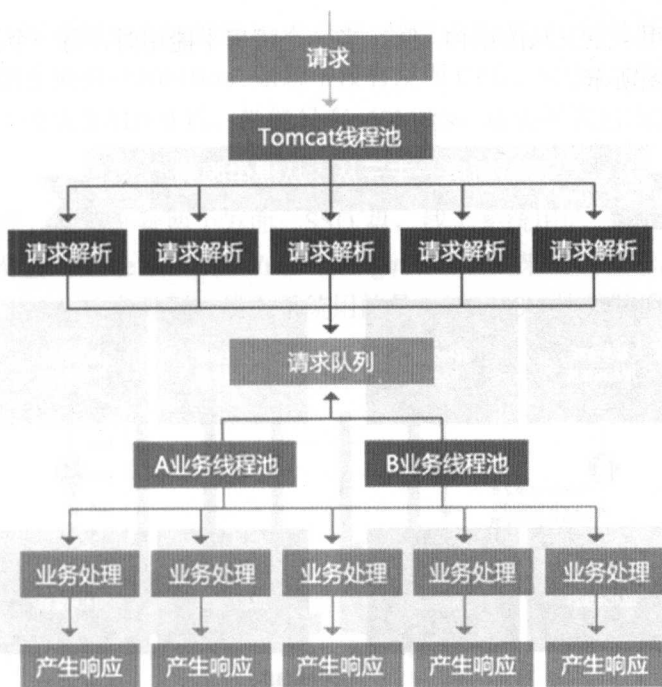 请求
Tomcat线程池
请求解析 请求解析 请求解析 请求解析 请求解析
请求队列
A业务线程池 B业务线程池
业务处理 业务处理 业务处理 业务处理 业务处理
产生响应 产生响应 产生响应 产生响应 产生响应